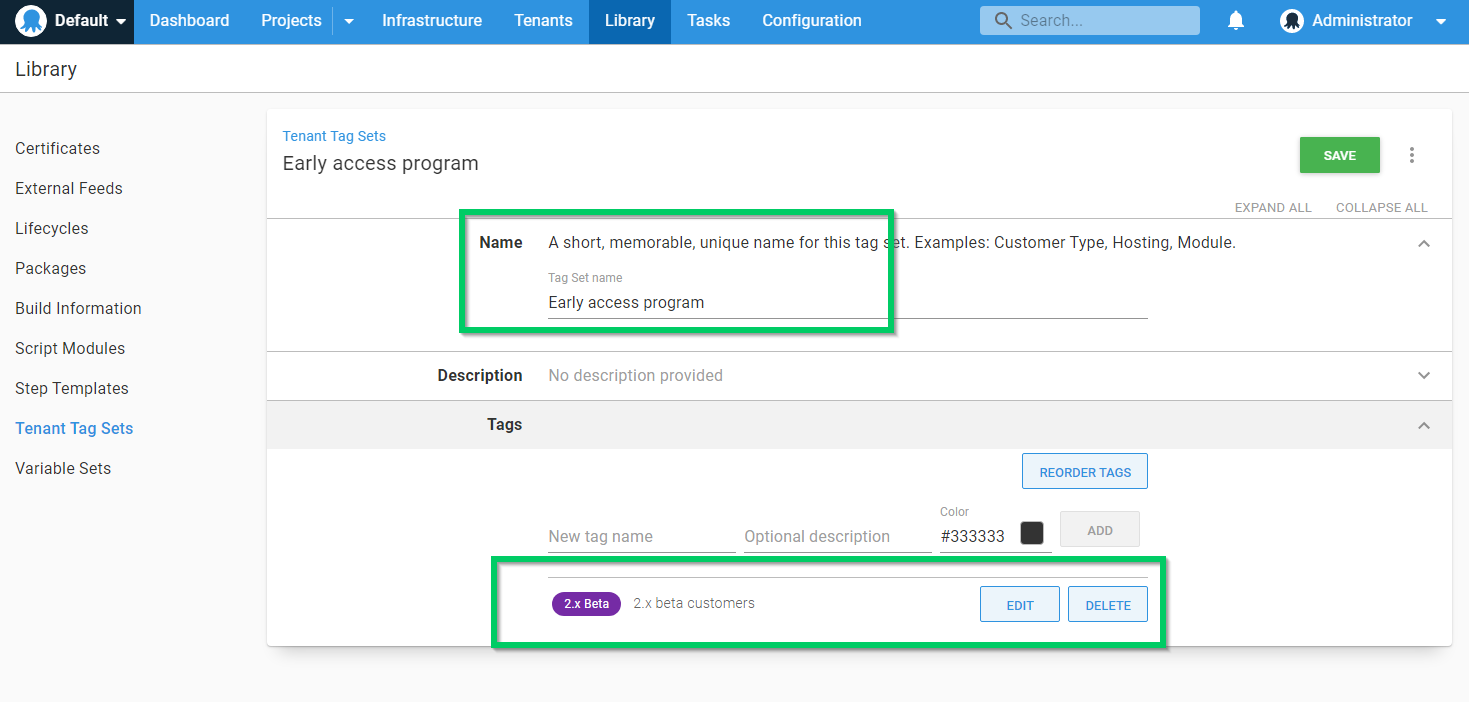 Default Dashboard Projects Infrastructure Tenants Library Tasks Configuration Search... Administrator
Library
Certificates
External Feeds
Lifecycles
Packages
Build Information
Script Modules
Step Templates
Tenant Tag Sets
Variable Sets
Tenant Tag Sets
Early access program
SAVE
EXPAND ALL COLLAPSE ALL
Name A short, memorable, unique name for this tag set. Examples: Customer Type, Hosting, Module.
Tag Set name
Early access program
Description No description provided
Tags
REORDER TAGS
Color
New tag name Optional description #333333 ADD
2.x Beta 2.x beta customers EDIT DELETE